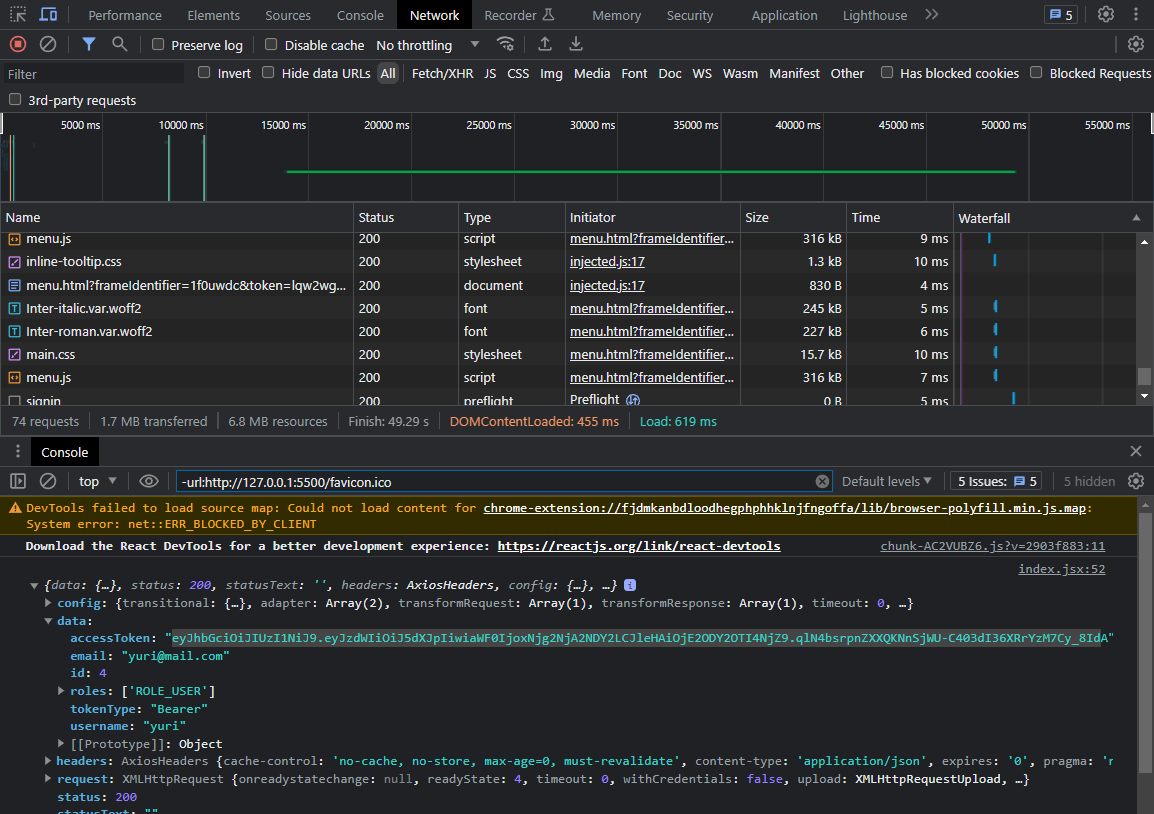 Performance Elements Sources Console Network Recorder Memory Security Application Lighthouse 5
Preserve log Disable cache No throttling
Filter Invert Hide data URLs All Fetch/XHR JS CSS Img Media Font Doc WS Wasm Manifest Other Has blocked cookies Blocked Requests
3rd-party requests
5000 ms 10000 ms 15000 ms 20000 ms 25000 ms 30000 ms 35000 ms 40000 ms 45000 ms 50000 ms 55000 ms
Name Status Type Initiator Size Time Waterfall
menu.js 200 script menu.html?frameIdentifier... 316 kB 9 ms
inline-tooltip.css 200 stylesheet injected.js:17 1.3 kB 10 ms
menu.html?frameIdentifier=1f0uwdc&token=lqw2wg... 200 document injected.js:17 830 B 4 ms
Inter-italic.var.woff2 200 font menu.html?frameIdentifier... 245 kB 5 ms
Inter-roman.var.woff2 200 font menu.html?frameIdentifier... 227 kB 6 ms
main.css 200 stylesheet menu.html?frameIdentifier... 15.7 kB 10 ms
menu.js 200 script menu.html?frameIdentifier... 316 kB 7 ms
signin 200 preflight Preflight 0 B 5 ms
74 requests 1.7 MB transferred 6.8 MB resources Finish: 49.29 s DOMContentLoaded: 455 ms Load: 619 ms
Console
top -url:http://127.0.0.1:5500/favicon.ico Default levels 5 Issues: 5 5 hidden
DevTools failed to load source map: Could not load content for chrome-extension://fjdmkanbdloodhegphphhklnjfngoffa/lib/browser-polyfill.min.js.map:
System error: net::ERR_BLOCKED_BY_CLIENT
Download the React DevTools for a better development experience: https://reactjs.org/link/react-devtools chunk-AC2VUBZ6.js?v=2903f883:11
index.jsx:52
{data: {…}, status: 200, statusText: '', headers: AxiosHeaders, config: {…}, …} i
config: {transitional: {…}, adapter: Array(2), transformRequest: Array(1), transformResponse: Array(1), timeout: 0, …}
data:
accessToken: "eyJhbGciOiJIUzI1NiJ9.eyJzdWIiOiJ5dXJpIiwiaWF0IjoxNjg2NjA2NDY2LCJleHAiOjE2ODY2OTI4NjZ9.qlN4bsrpnZXXQKNnSjWU-C403dI36XRrYzM7Cy_8IdA"
email: "yuri@mail.com"
id: 4
roles: ['ROLE_USER']
tokenType: "Bearer"
username: "yuri"
[[Prototype]]: Object
headers: AxiosHeaders {cache-control: 'no-cache, no-store, max-age=0, must-revalidate', content-type: 'application/json', expires: '0', pragma: 'n
request: XMLHttpRequest {onreadystatechange: null, readyState: 4, timeout: 0, withCredentials: false, upload: XMLHttpRequestUpload, …}
status: 200
statusText: ""